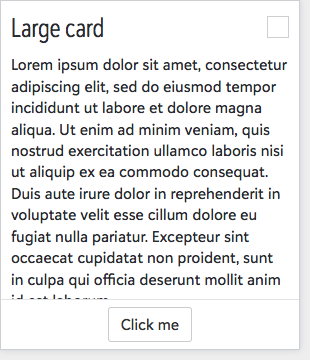 Large card
Lorem ipsum dolor sit amet, consectetur
adipiscing elit, sed do eiusmod tempor
incididunt ut labore et dolore magna
aliqua. Ut enim ad minim veniam, quis
nostrud exercitation ullamco laboris nisi
ut aliquip ex ea commodo consequat.
Duis aute irure dolor in reprehenderit in
voluptate velit esse cillum dolore eu
fugiat nulla pariatur. Excepteur sint
occaecat cupidatat non proident, sunt
in culpa qui officia deserunt mollit anim
id est laborum.
Click me